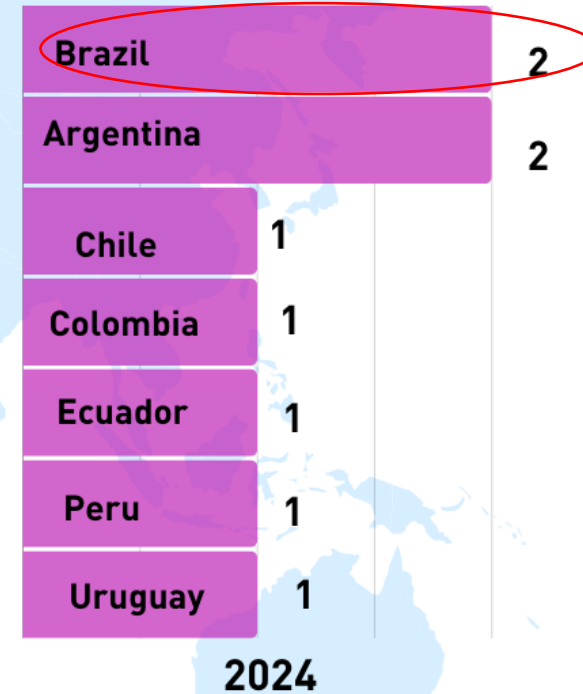 Brazil 2
Argentina 2
Chile 1
Colombia 1
Ecuador 1
Peru 1
Uruguay 1
2024